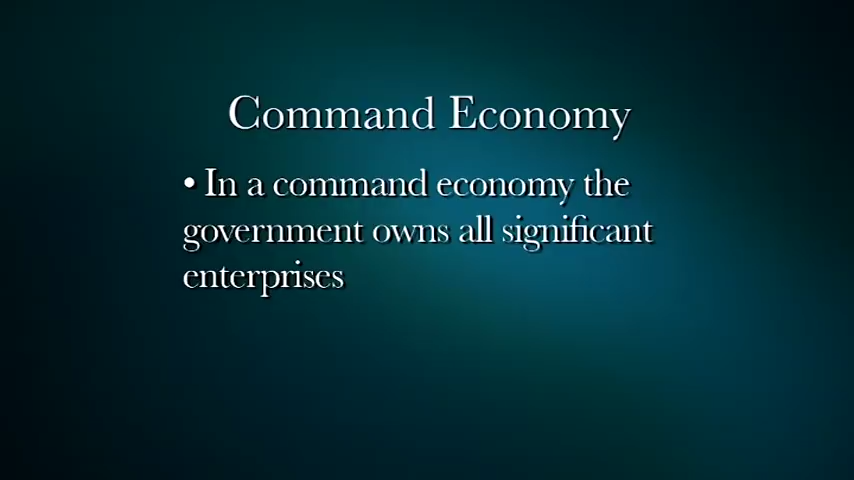 Command Economy
• In a command economy the
government owns all significant
enterprises